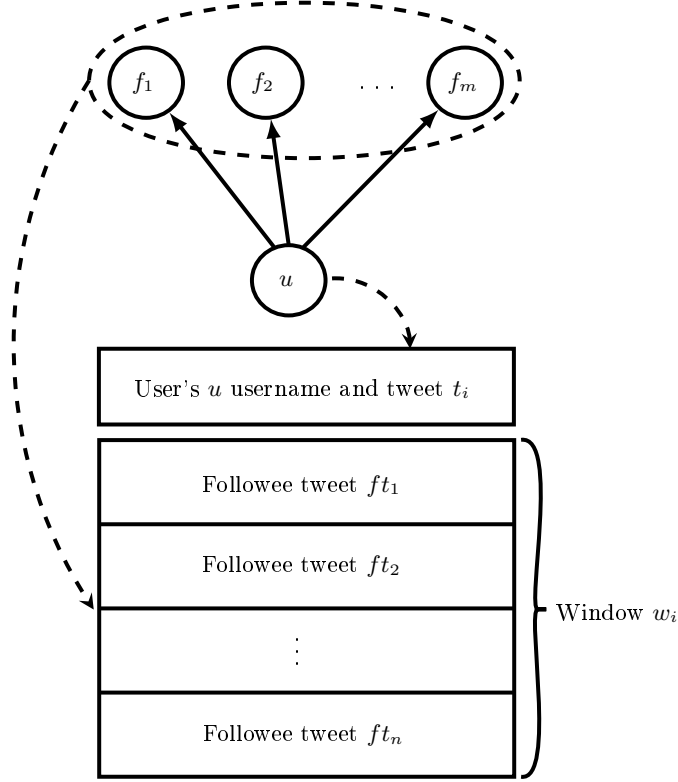 f1 f2 . . . fm
u
User's u username and tweet ti
Followee tweet ft1
Followee tweet ft2
⋮
Window wi
Followee tweet ftn